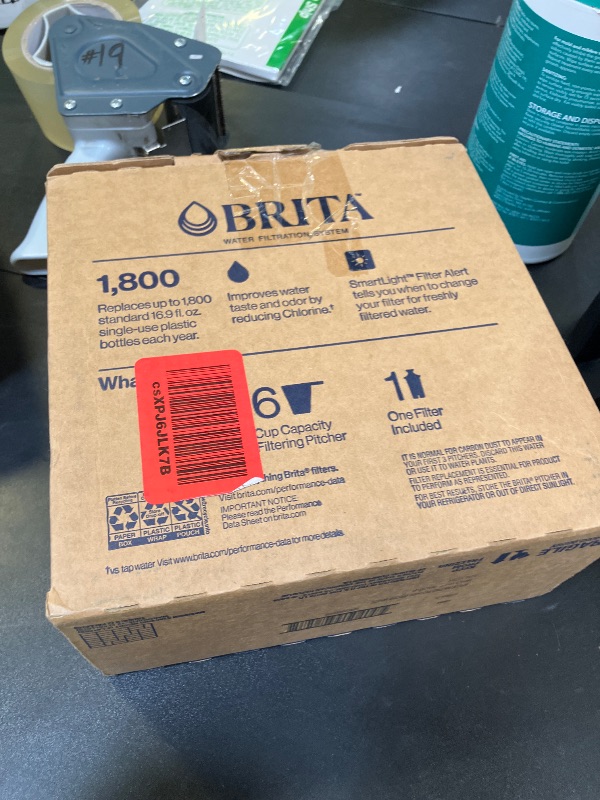 #19
BRITA
WATER FILTRATION SYSTEM
1,800
Replaces up to 1,800
standard 16.9 fl. oz.
single-use plastic
bottles each year.
Improves water
taste and odor by
reducing Chlorine.†
SmartLight™ Filter Alert
tells you when to change
your filter for freshly
filtered water.
Wha
csXPJ6JLK7B
6
Cup Capacity
Filtering Pitcher
1
One Filter
Included
ning Brita® filters.
Visit brita.com/performance-data
IMPORTANT NOTICE
Please read the Performance
Data Sheet on brita.com
IT IS NORMAL FOR CARBON DUST TO APPEAR IN
YOUR FIRST 3 PITCHERS. DISCARD THIS WATER
OR USE IT TO WATER PLANTS.
FILTER REPLACEMENT IS ESSENTIAL FOR PRODUCT
TO PERFORM AS REPRESENTED.
FOR BEST RESULTS, STORE THE BRITA® PITCHER IN
YOUR REFRIGERATOR OR OUT OF DIRECT SUNLIGHT.
PAPER
BOX
PLASTIC
WRAP
PLASTIC
POUCH
†vs tap water Visit www.brita.com/performance-data for more details.
FRAGILE
STORAGE AND DISP